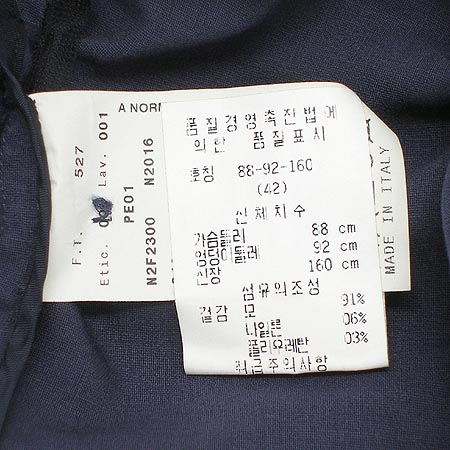 품질경영촉진법에
의한 품질표시
호칭 88-92-160
(42)
신체치수
가슴둘레 88 cm
엉덩이둘레 92 cm
신장 160 cm
섬유의조성
겉감 모 91%
나일론 06%
폴리우레탄 03%
취급주의사항
A NORM
F.T. 527
Etic. Lav. 001
PE01
N2F2300 N2016
MADE IN ITALY